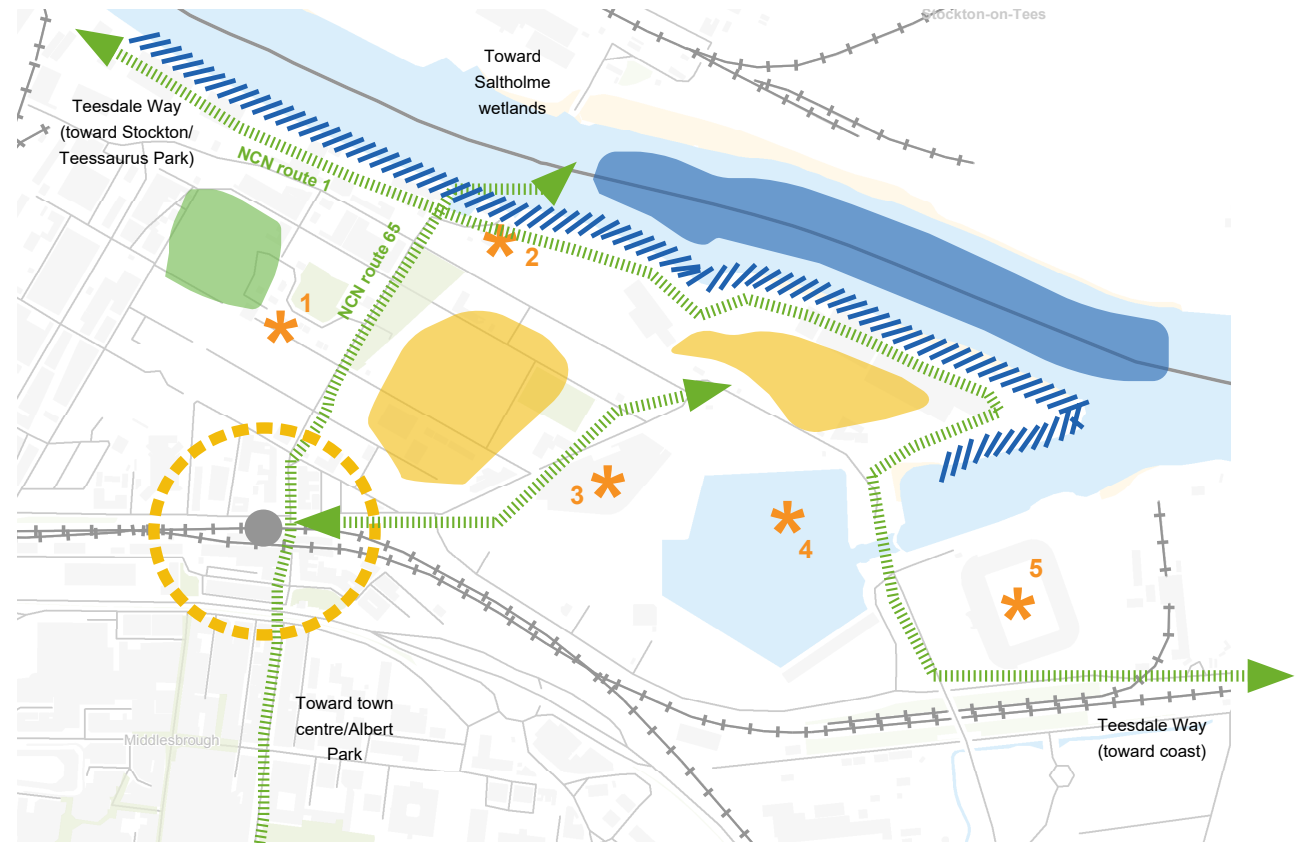 Stockton-on-Tees
Toward
Saltholme
wetlands
Teesdale Way
(toward Stockton/
Teessaurus Park)
NCN route 1
NCN route 65
2
1
3
4
5
Toward town
centre/Albert
Park
Middlesbrough
Teesdale Way
(toward coast)